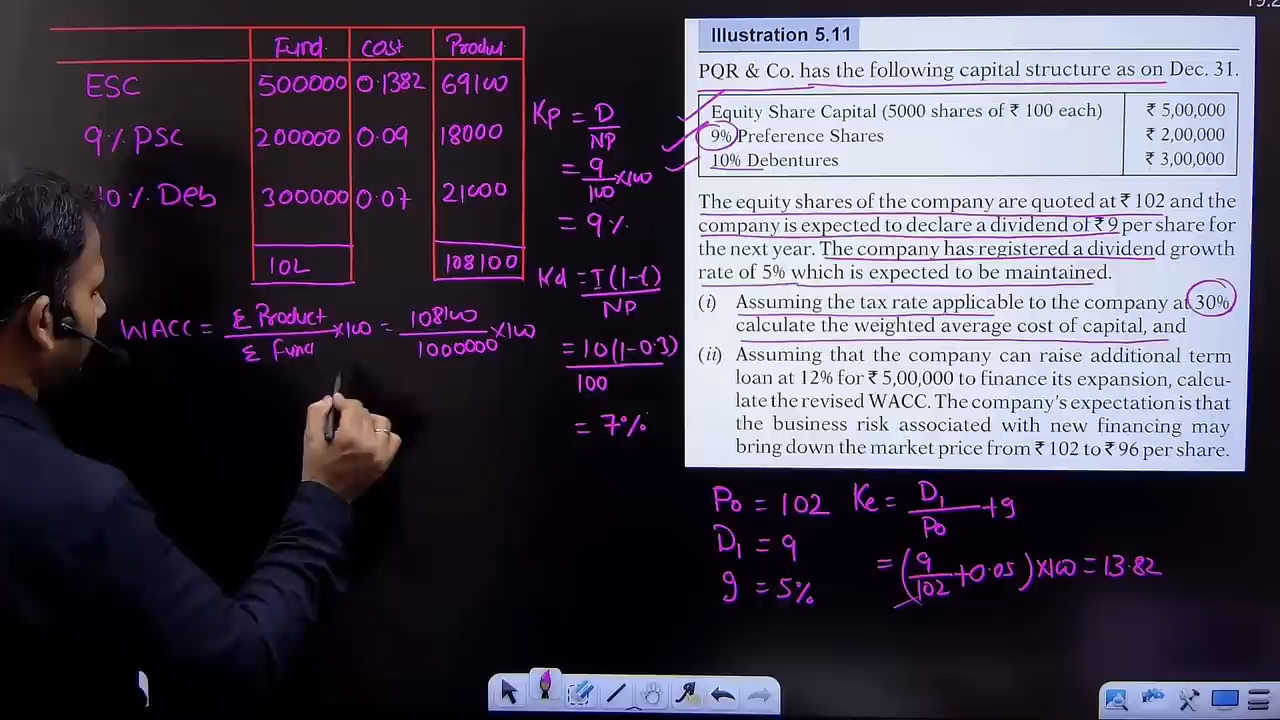 19:2
Fund Cost Product
ESC 500000 0.1382 69100
9% PSC 200000 0.09 18000
10% Deb 300000 0.07 21000
10L 108100
WACC = Σ Product / Σ Fund ×100 = 108100 / 1000000 ×100
Kp = D / NP
= 9 / 100 ×100
= 9%
Kd = I(1-t) / NP
= 10(1-0.3) / 100
= 7%
Illustration 5.11
PQR & Co. has the following capital structure as on Dec. 31.
Equity Share Capital (5000 shares of ₹ 100 each) ₹ 5,00,000
9% Preference Shares ₹ 2,00,000
10% Debentures ₹ 3,00,000
The equity shares of the company are quoted at ₹ 102 and the
company is expected to declare a dividend of ₹ 9 per share for
the next year. The company has registered a dividend growth
rate of 5% which is expected to be maintained.
(i) Assuming the tax rate applicable to the company at 30%
calculate the weighted average cost of capital, and
(ii) Assuming that the company can raise additional term
loan at 12% for ₹ 5,00,000 to finance its expansion, calcu-
late the revised WACC. The company's expectation is that
the business risk associated with new financing may
bring down the market price from ₹ 102 to ₹ 96 per share.
P0 = 102
D1 = 9
g = 5%
Ke = D1 / P0 + g
= (9 / 102 + 0.05) ×100 = 13.82